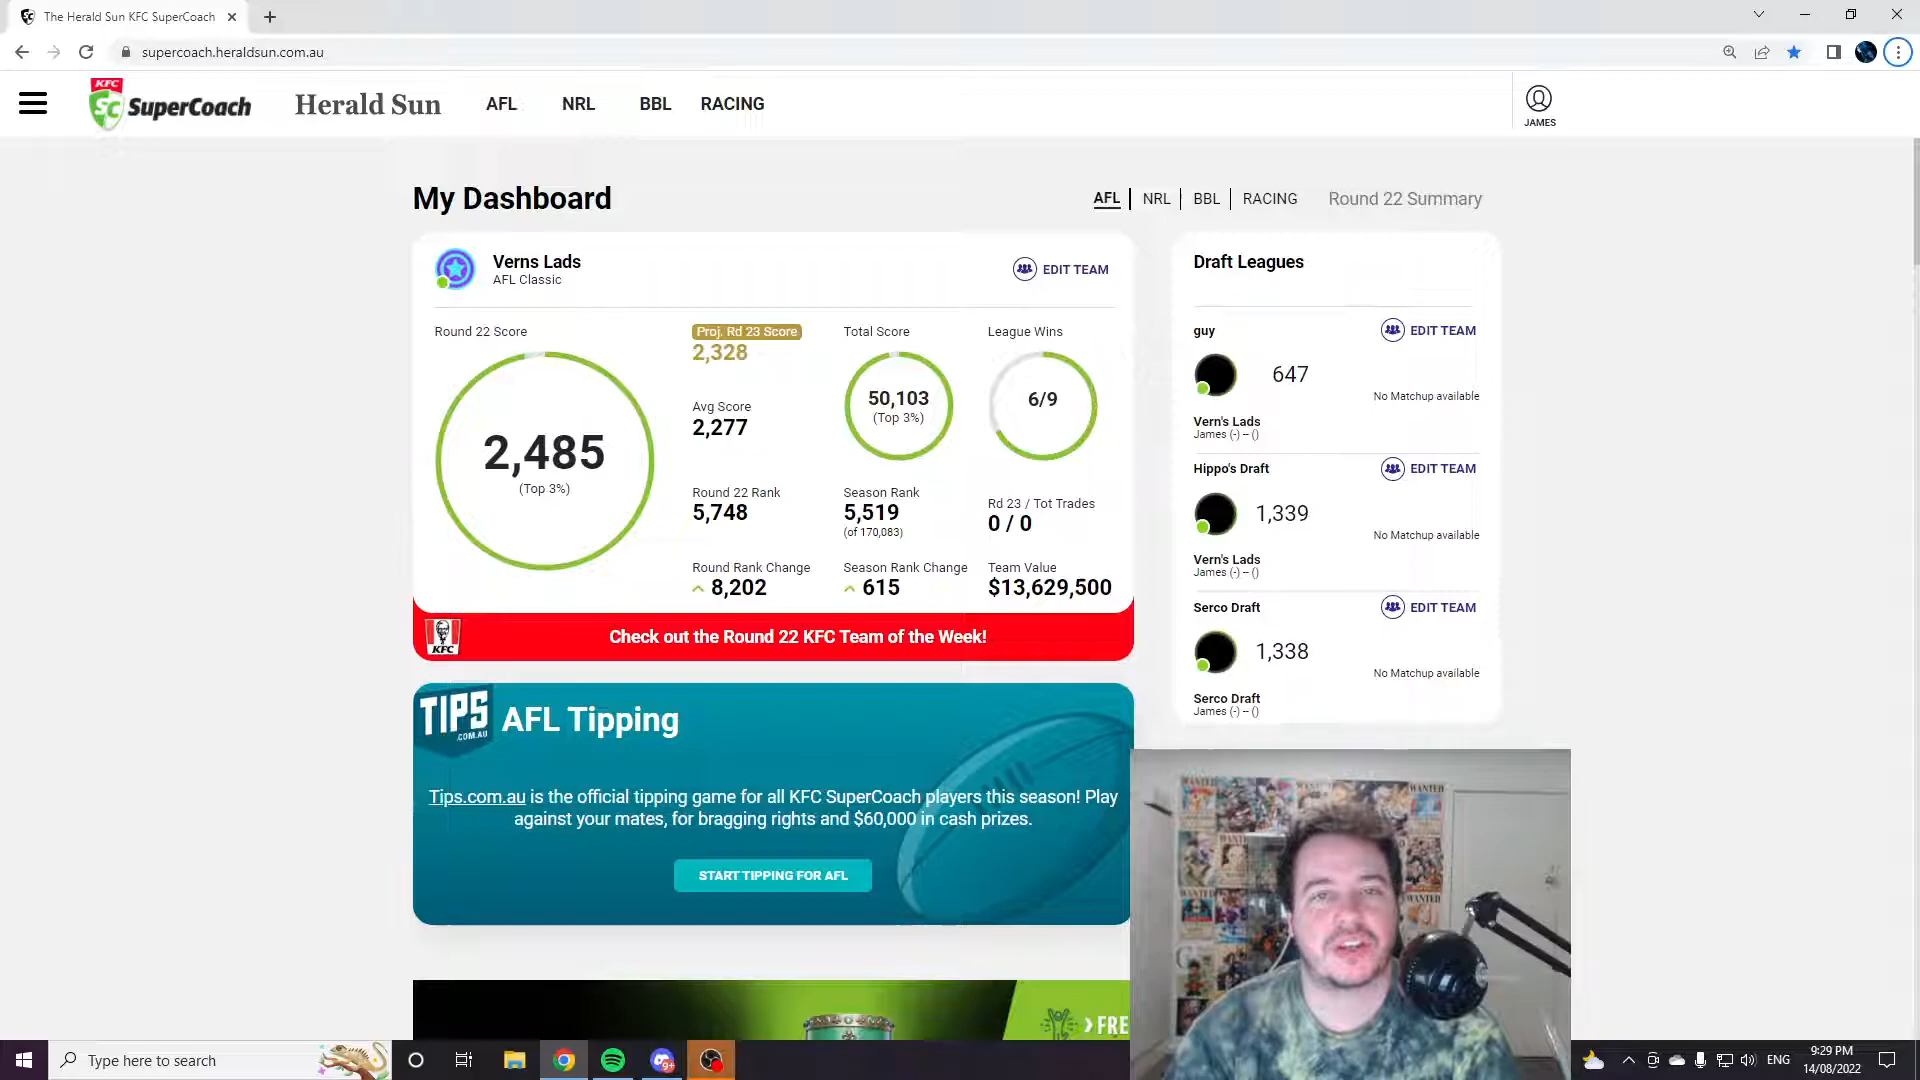 The Herald Sun KFC SuperCoach
supercoach.heraldsun.com.au
KFC
SC SuperCoach
Herald Sun
AFL
NRL
BBL
RACING
JAMES
My Dashboard
AFL
NRL
BBL
RACING
Round 22 Summary
Verns Lads
AFL Classic
EDIT TEAM
Round 22 Score
2,485
(Top 3%)
Proj. Rd 23 Score
2,328
Avg Score
2,277
Round 22 Rank
5,748
Round Rank Change
8,202
Total Score
50,103
(Top 3%)
Season Rank
5,519
(of 170,083)
Season Rank Change
615
League Wins
6/9
Rd 23 / Tot Trades
0 / 0
Team Value
$13,629,500
KFC
Check out the Round 22 KFC Team of the Week!
Draft Leagues
guy
EDIT TEAM
647
No Matchup available
Vern's Lads
James (-) – ()
Hippo's Draft
EDIT TEAM
1,339
No Matchup available
Vern's Lads
James (-) – ()
Serco Draft
EDIT TEAM
1,338
No Matchup available
Serco Draft
James (-) – ()
TIPS
.COM.AU
AFL Tipping
Tips.com.au is the official tipping game for all KFC SuperCoach players this season! Play
against your mates, for bragging rights and $60,000 in cash prizes.
START TIPPING FOR AFL
FRE
WANTED
WANTED
WANTED
Type here to search
9+
ENG
9:29 PM
14/08/2022